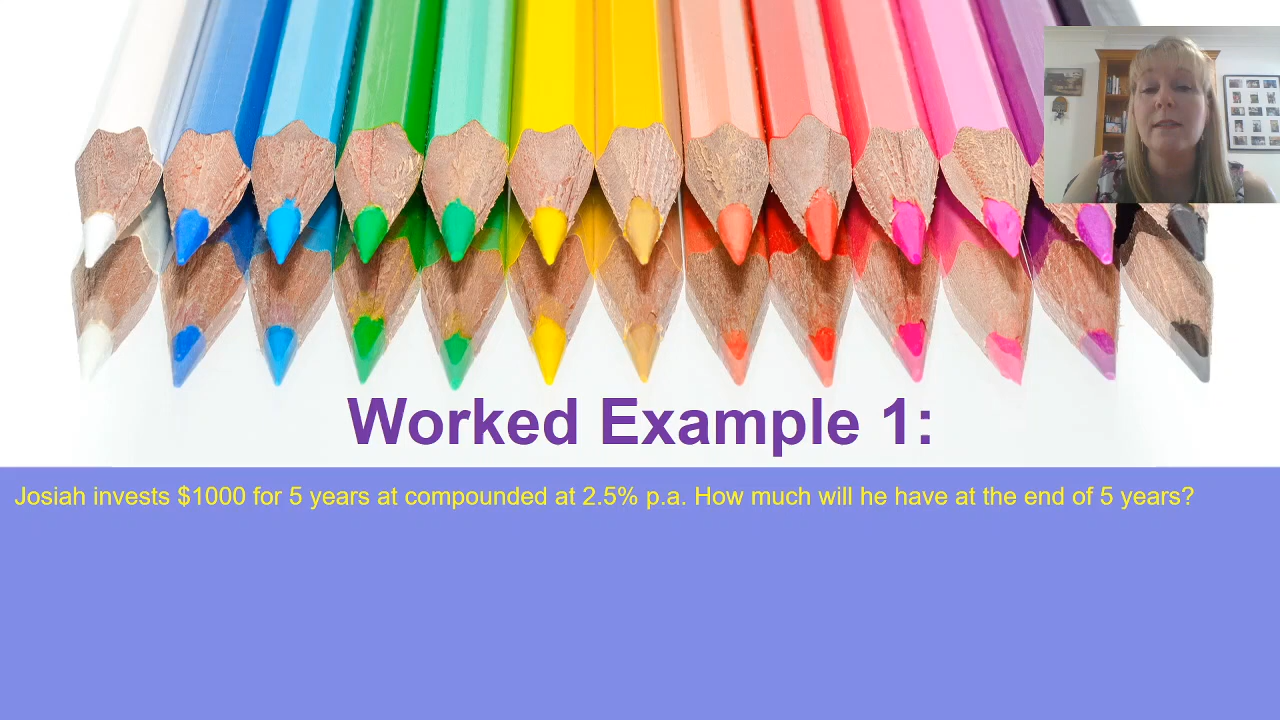 Worked Example 1:
Josiah invests $1000 for 5 years at compounded at 2.5% p.a. How much will he have at the end of 5 years?